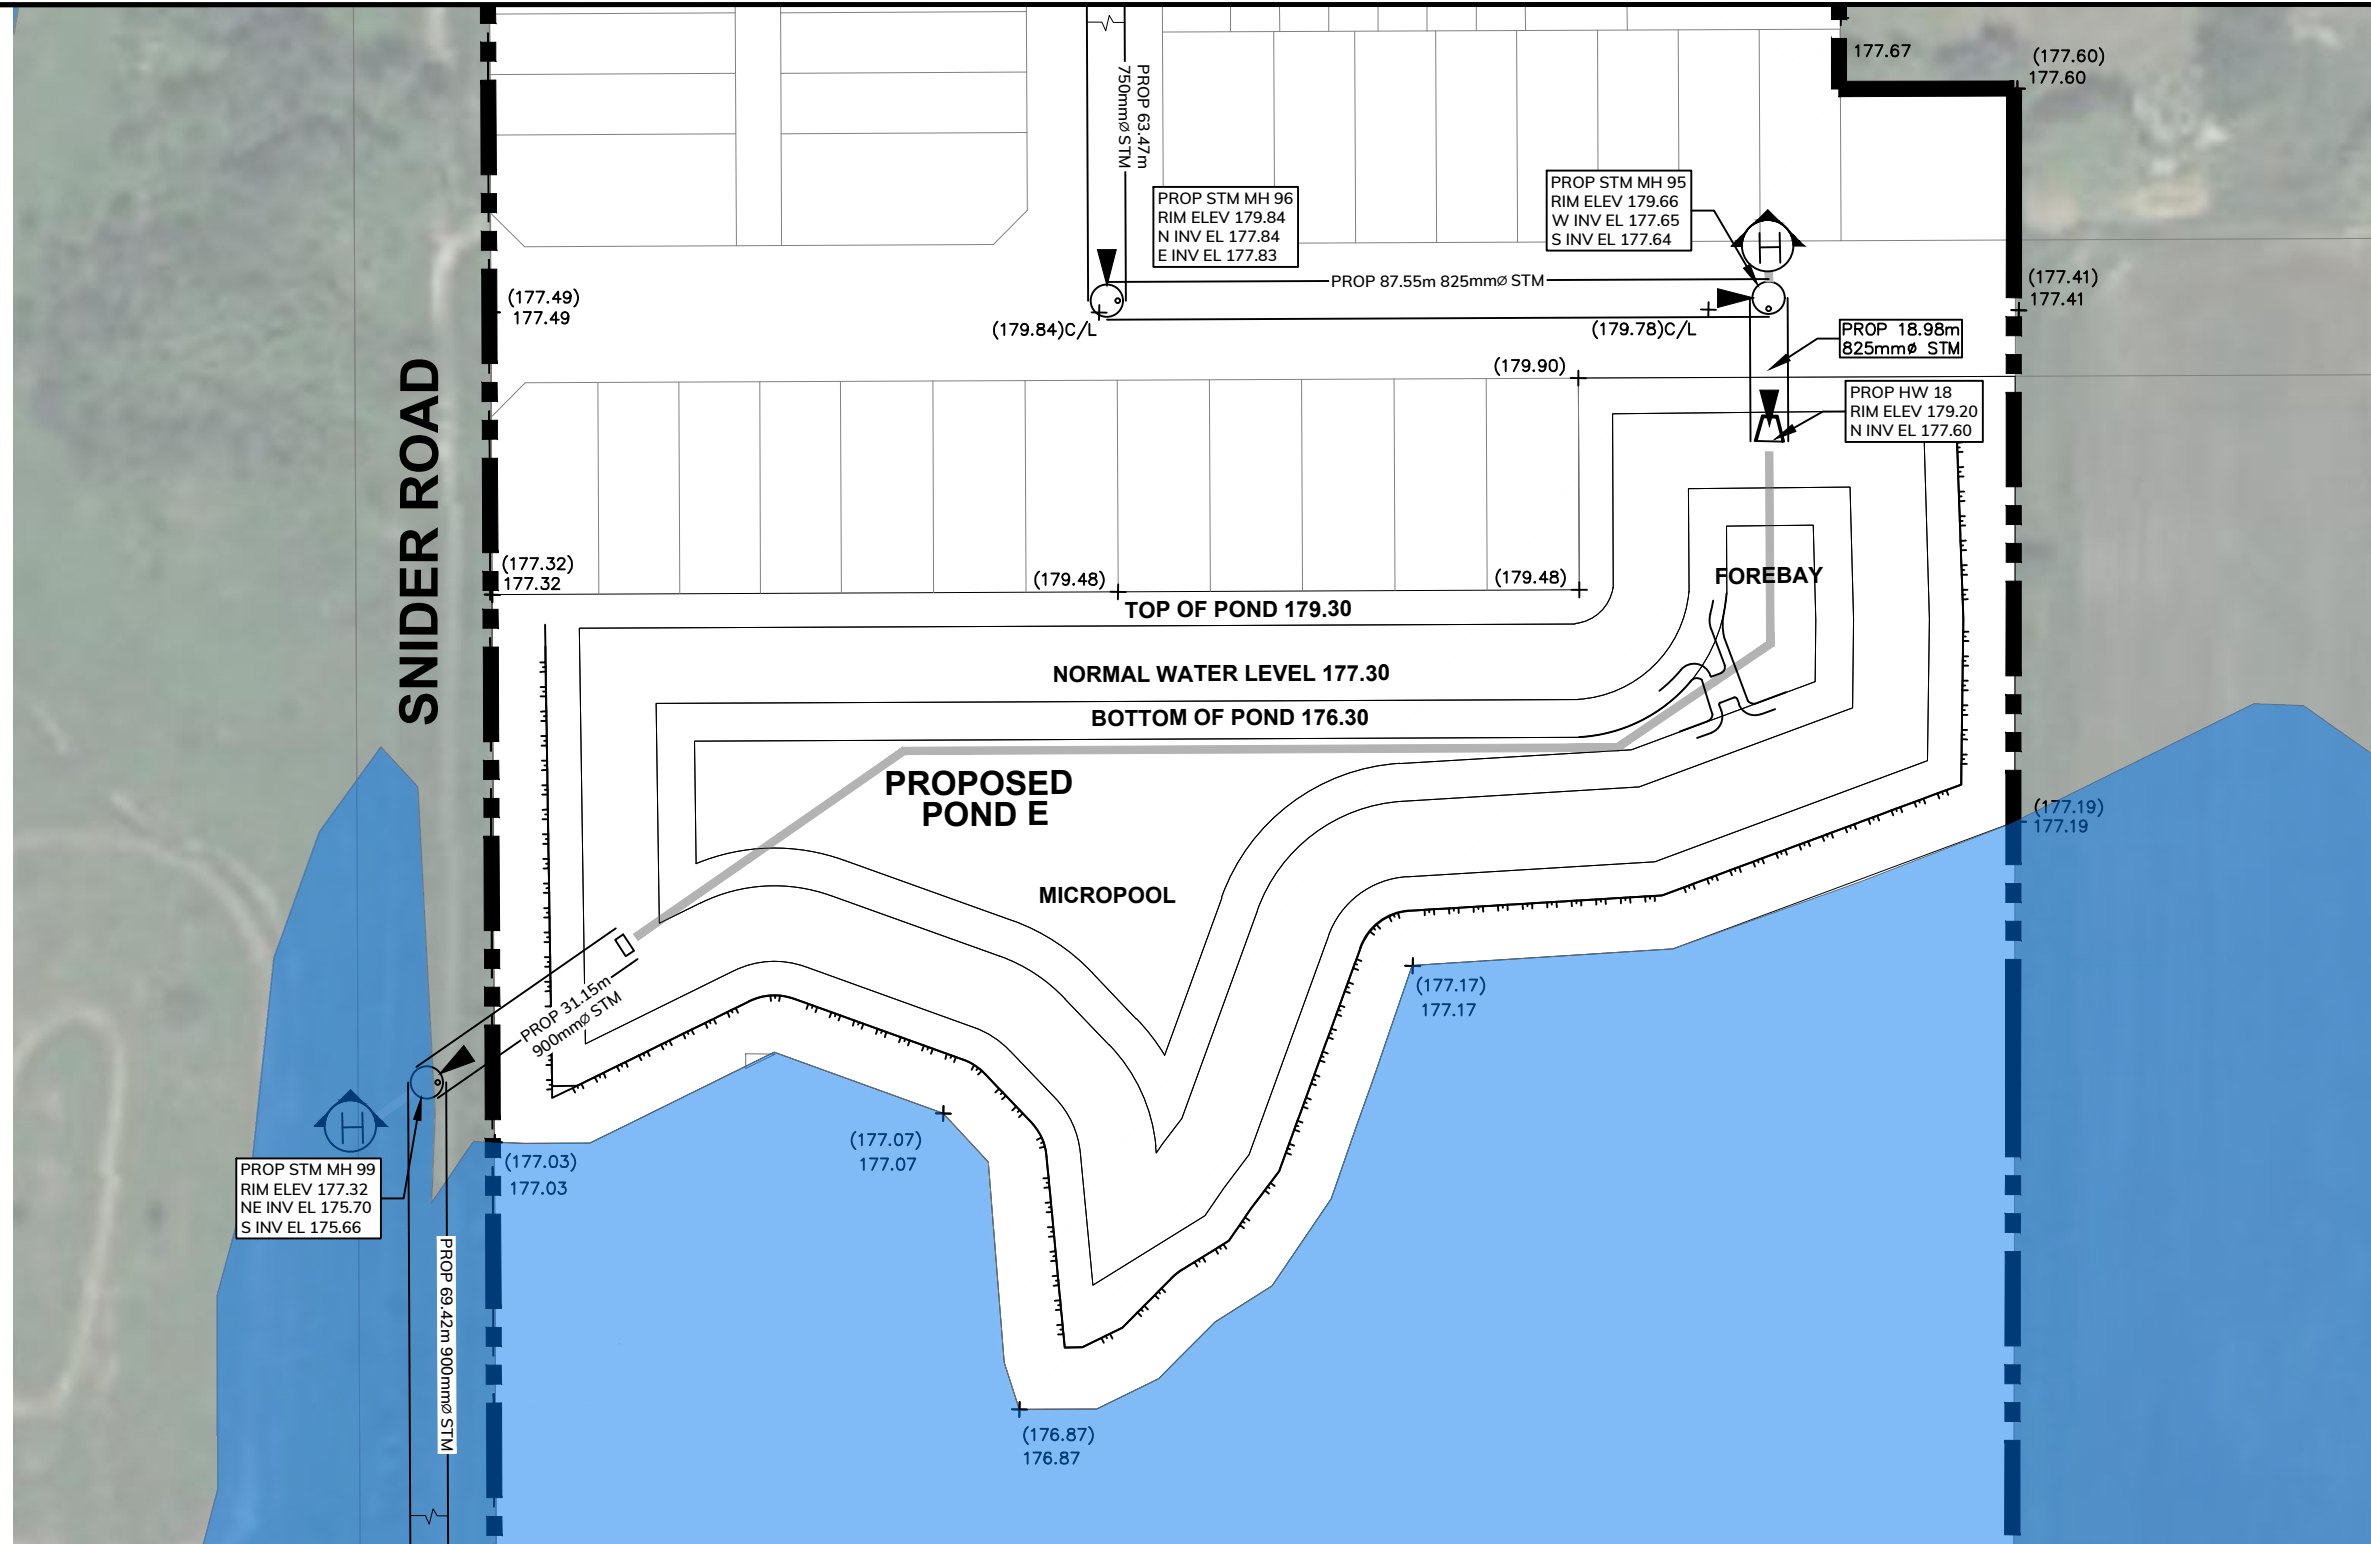 177.67
(177.60)
177.60
PROP 63.47m
750mmØ STM
PROP STM MH 96
RIM ELEV 179.84
N INV EL 177.84
E INV EL 177.83
PROP STM MH 95
RIM ELEV 179.66
W INV EL 177.65
S INV EL 177.64
H
(177.49)
177.49
PROP 87.55m 825mmØ STM
(177.41)
177.41
(179.84)C/L
(179.78)C/L
PROP 18.98m
825mmØ STM
(179.90)
PROP HW 18
RIM ELEV 179.20
N INV EL 177.60
SNIDER ROAD
(177.32)
177.32
(179.48)
(179.48)
FOREBAY
TOP OF POND 179.30
NORMAL WATER LEVEL 177.30
BOTTOM OF POND 176.30
PROPOSED
POND E
(177.19)
177.19
MICROPOOL
(177.17)
177.17
PROP 31.15m
900mmØ STM
H
(177.07)
177.07
(177.03)
177.03
PROP STM MH 99
RIM ELEV 177.32
NE INV EL 175.70
S INV EL 175.66
PROP 69.42m 900mmØ STM
(176.87)
176.87